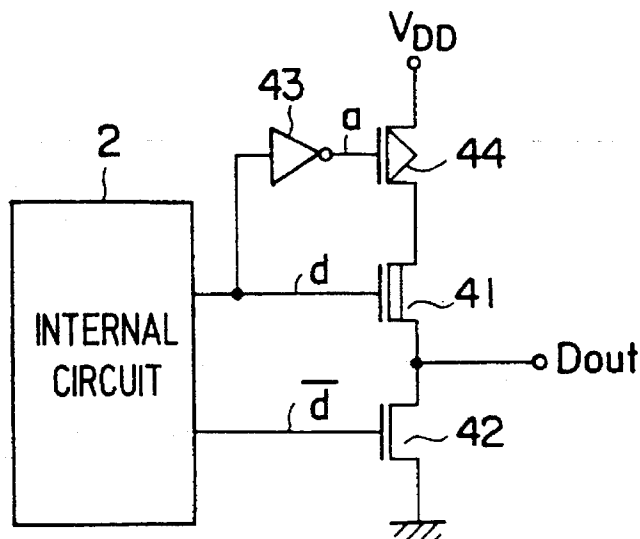 VDD
43
a
44
2
d
41
INTERNAL
CIRCUIT
Dout
d̅
42